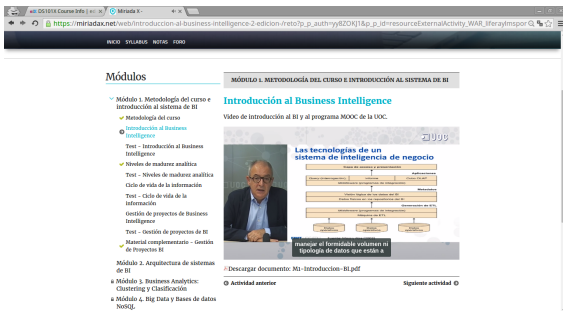 GS101X Course Info | ed
Miriada X -
https://miriadax.net/web/introduccion-al-business-intelligence-2-edicion-/reto?p_p_auth=yy8ZOKJ1&p_p_id=resourceExternalActivity_WAR_liferaylmspor
INICIO SYLLABUS NOTAS FORO
Módulos
Módulo 1. Metodología del curso e
introducción al sistema de BI
Metodología del curso
Introducción al Business
Intelligence
Test - Introducción al Business
Intelligence
Niveles de madurez analítica
Test - Niveles de madurez analítica
Ciclo de vida de la información
Test - Ciclo de vida de la
información
Gestión de proyectos de Business
Intelligence
Test - Gestión de proyectos de BI
Material complementario - Gestión
de Proyectos BI
Módulo 2. Arquitectura de sistemas
de BI
Módulo 3. Business Analytics:
Clustering y Clasificación
Módulo 4. Big Data y Bases de datos
NoSQL
MÓDULO 1. METODOLOGÍA DEL CURSO E INTRODUCCIÓN AL SISTEMA DE BI
Introducción al Business Intelligence
Video de introducción al BI y al programa MOOC de la UOC.
UOC
Las tecnologías de un
sistema de inteligencia de negocio
Aplicaciones
manejar el formidable volumen ni
tipología de datos que están a
Descargar documento: M1-Introduccion-BI.pdf
Actividad anterior
Siguiente actividad